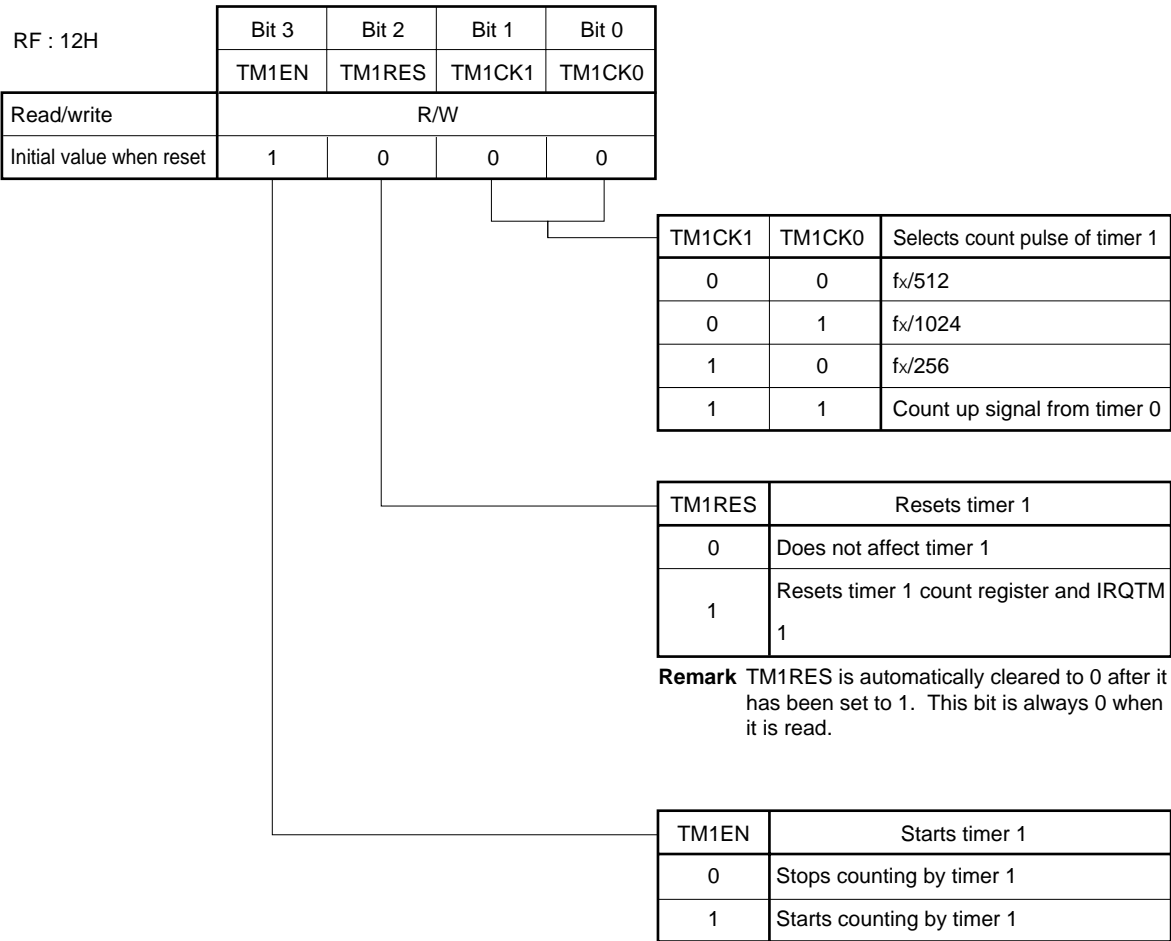 RF : 12H
Bit 3 Bit 2 Bit 1 Bit 0
TM1EN TM1RES TM1CK1 TM1CK0
Read/write R/W
Initial value when reset 1 0 0 0
TM1CK1 TM1CK0 Selects count pulse of timer 1
0 0 fX/512
0 1 fX/1024
1 0 fX/256
1 1 Count up signal from timer 0
TM1RES Resets timer 1
0 Does not affect timer 1
1 Resets timer 1 count register and IRQTM
1
Remark TM1RES is automatically cleared to 0 after it
has been set to 1. This bit is always 0 when
it is read.
TM1EN Starts timer 1
0 Stops counting by timer 1
1 Starts counting by timer 1